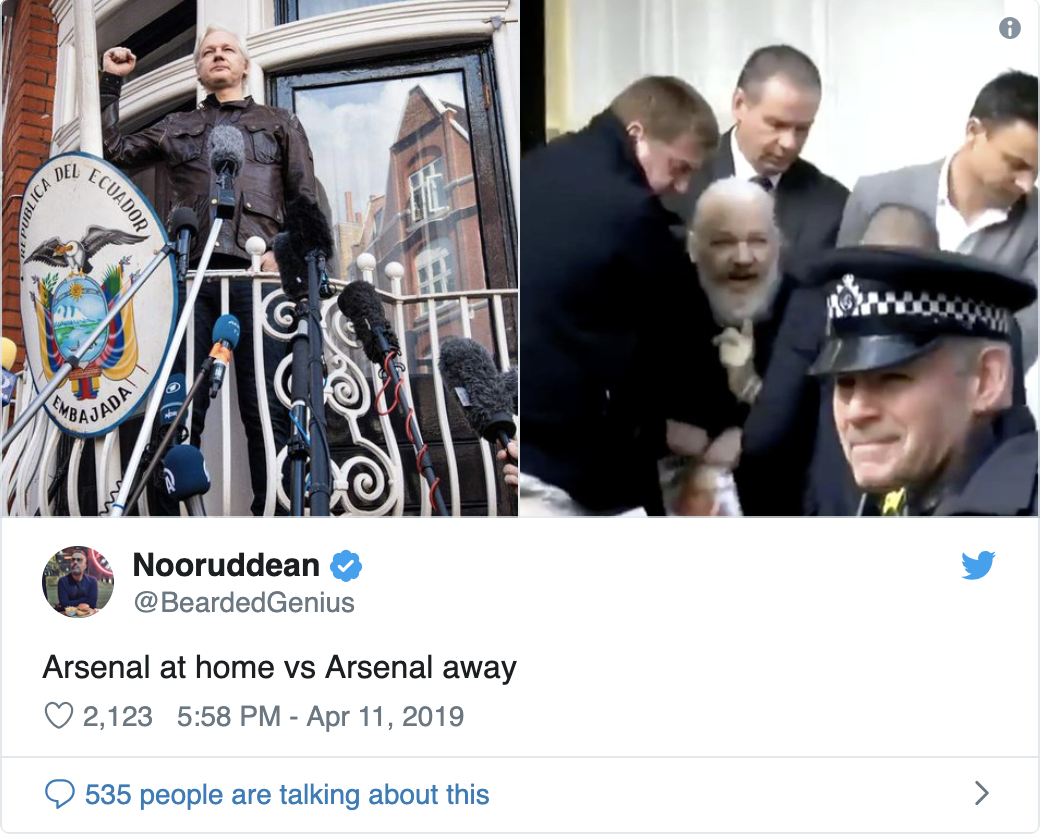 REPUBLICA DEL ECUADOR
EMBAJADA
Nooruddean
@BeardedGenius
Arsenal at home vs Arsenal away
2,123 5:58 PM - Apr 11, 2019
535 people are talking about this